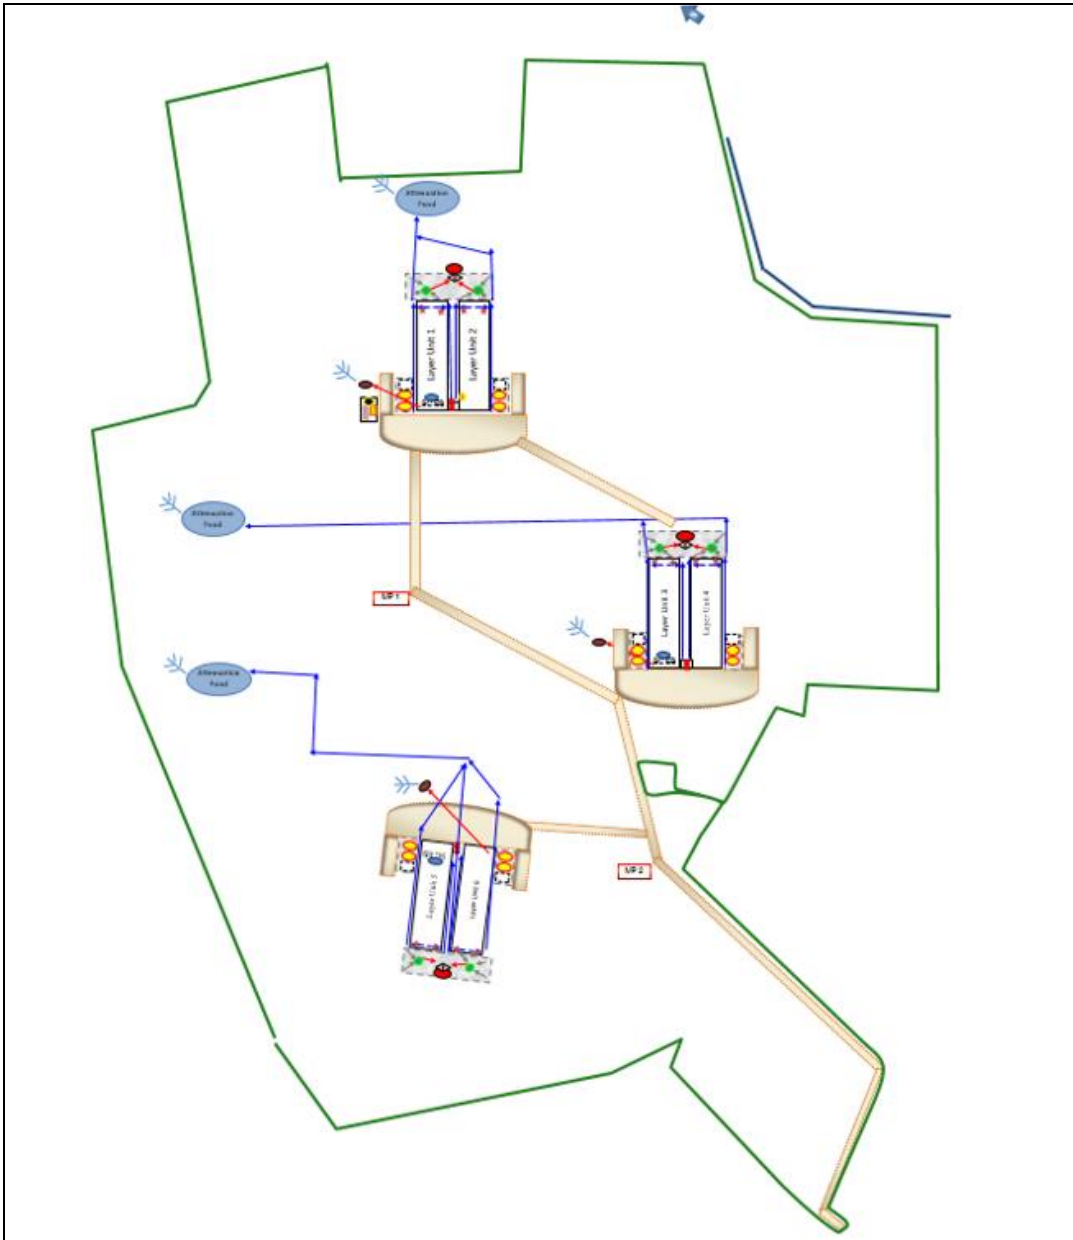 Attenuation
Pond
Layer Unit 1
Layer Unit 2
Attenuation
Pond
Layer Unit 3
Layer Unit 4
MP 1
Attenuation
Pond
Layer Unit 5
Layer Unit 6
MP 2